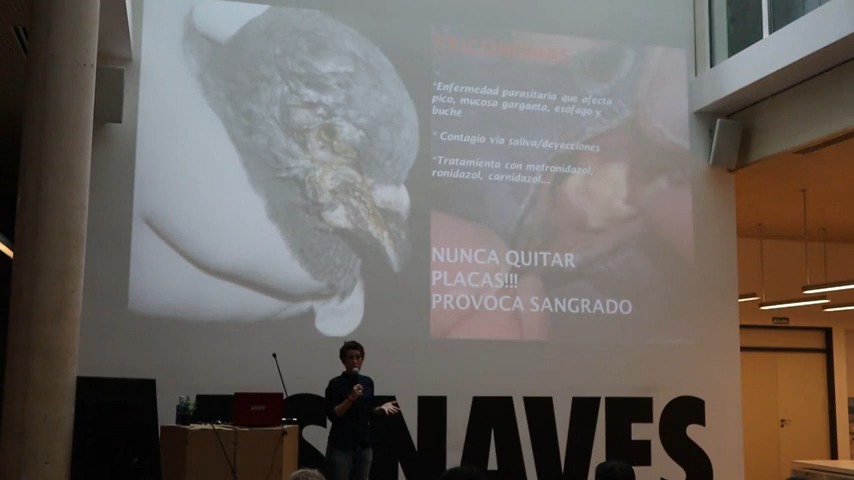 TRICOMONAS
*Enfermedad parasitaria que afecta
pico, mucosa garganta, esófago y
buche
* Contagio vía saliva/deyecciones
*Tratamiento con metronidazol,
ronidazol, carnidazol...
NUNCA QUITAR
PLACAS!!!
PROVOCA SANGRADO
S NAVES